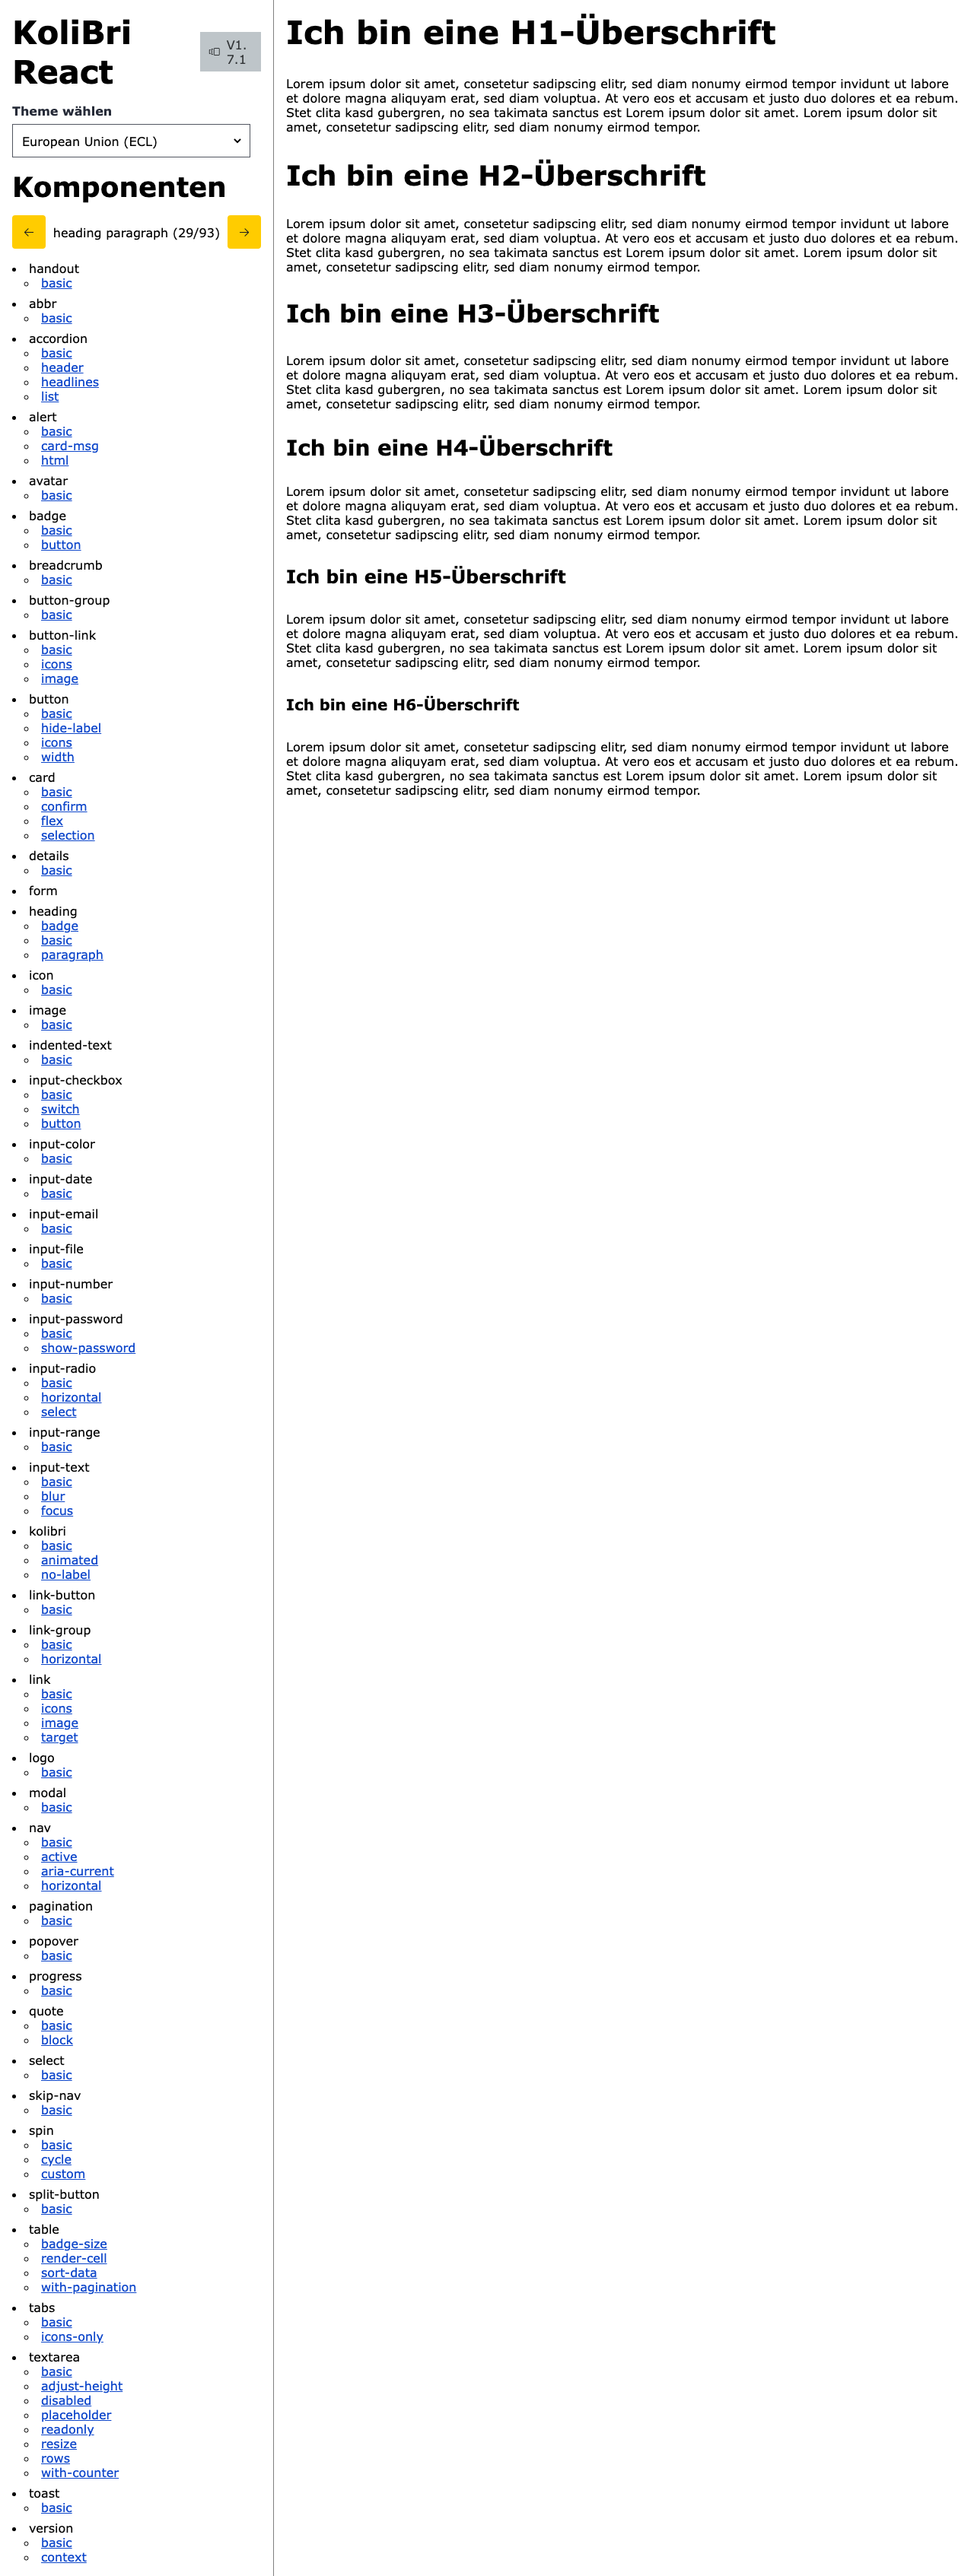 KoliBri
React
V1.
7.1
Theme wählen
European Union (ECL)
Komponenten
← heading paragraph (29/93) →
handout
basic
abbr
basic
accordion
basic
header
headlines
list
alert
basic
card-msg
html
avatar
basic
badge
basic
button
breadcrumb
basic
button-group
basic
button-link
basic
icons
image
button
basic
hide-label
icons
width
card
basic
confirm
flex
selection
details
basic
form
heading
badge
basic
paragraph
icon
basic
image
basic
indented-text
basic
input-checkbox
basic
switch
button
input-color
basic
input-date
basic
input-email
basic
input-file
basic
input-number
basic
input-password
basic
show-password
input-radio
basic
horizontal
select
input-range
basic
input-text
basic
blur
focus
kolibri
basic
animated
no-label
link-button
basic
link-group
basic
horizontal
link
basic
icons
image
target
logo
basic
modal
basic
nav
basic
active
aria-current
horizontal
pagination
basic
popover
basic
progress
basic
quote
basic
block
select
basic
skip-nav
basic
spin
basic
cycle
custom
split-button
basic
table
badge-size
render-cell
sort-data
with-pagination
tabs
basic
icons-only
textarea
basic
adjust-height
disabled
placeholder
readonly
resize
rows
with-counter
toast
basic
version
basic
context
Ich bin eine H1-Überschrift
Lorem ipsum dolor sit amet, consetetur sadipscing elitr, sed diam nonumy eirmod tempor invidunt ut labore
et dolore magna aliquyam erat, sed diam voluptua. At vero eos et accusam et justo duo dolores et ea rebum.
Stet clita kasd gubergren, no sea takimata sanctus est Lorem ipsum dolor sit amet. Lorem ipsum dolor sit
amet, consetetur sadipscing elitr, sed diam nonumy eirmod tempor.
Ich bin eine H2-Überschrift
Lorem ipsum dolor sit amet, consetetur sadipscing elitr, sed diam nonumy eirmod tempor invidunt ut labore
et dolore magna aliquyam erat, sed diam voluptua. At vero eos et accusam et justo duo dolores et ea rebum.
Stet clita kasd gubergren, no sea takimata sanctus est Lorem ipsum dolor sit amet. Lorem ipsum dolor sit
amet, consetetur sadipscing elitr, sed diam nonumy eirmod tempor.
Ich bin eine H3-Überschrift
Lorem ipsum dolor sit amet, consetetur sadipscing elitr, sed diam nonumy eirmod tempor invidunt ut labore
et dolore magna aliquyam erat, sed diam voluptua. At vero eos et accusam et justo duo dolores et ea rebum.
Stet clita kasd gubergren, no sea takimata sanctus est Lorem ipsum dolor sit amet. Lorem ipsum dolor sit
amet, consetetur sadipscing elitr, sed diam nonumy eirmod tempor.
Ich bin eine H4-Überschrift
Lorem ipsum dolor sit amet, consetetur sadipscing elitr, sed diam nonumy eirmod tempor invidunt ut labore
et dolore magna aliquyam erat, sed diam voluptua. At vero eos et accusam et justo duo dolores et ea rebum.
Stet clita kasd gubergren, no sea takimata sanctus est Lorem ipsum dolor sit amet. Lorem ipsum dolor sit
amet, consetetur sadipscing elitr, sed diam nonumy eirmod tempor.
Ich bin eine H5-Überschrift
Lorem ipsum dolor sit amet, consetetur sadipscing elitr, sed diam nonumy eirmod tempor invidunt ut labore
et dolore magna aliquyam erat, sed diam voluptua. At vero eos et accusam et justo duo dolores et ea rebum.
Stet clita kasd gubergren, no sea takimata sanctus est Lorem ipsum dolor sit amet. Lorem ipsum dolor sit
amet, consetetur sadipscing elitr, sed diam nonumy eirmod tempor.
Ich bin eine H6-Überschrift
Lorem ipsum dolor sit amet, consetetur sadipscing elitr, sed diam nonumy eirmod tempor invidunt ut labore
et dolore magna aliquyam erat, sed diam voluptua. At vero eos et accusam et justo duo dolores et ea rebum.
Stet clita kasd gubergren, no sea takimata sanctus est Lorem ipsum dolor sit amet. Lorem ipsum dolor sit
amet, consetetur sadipscing elitr, sed diam nonumy eirmod tempor.